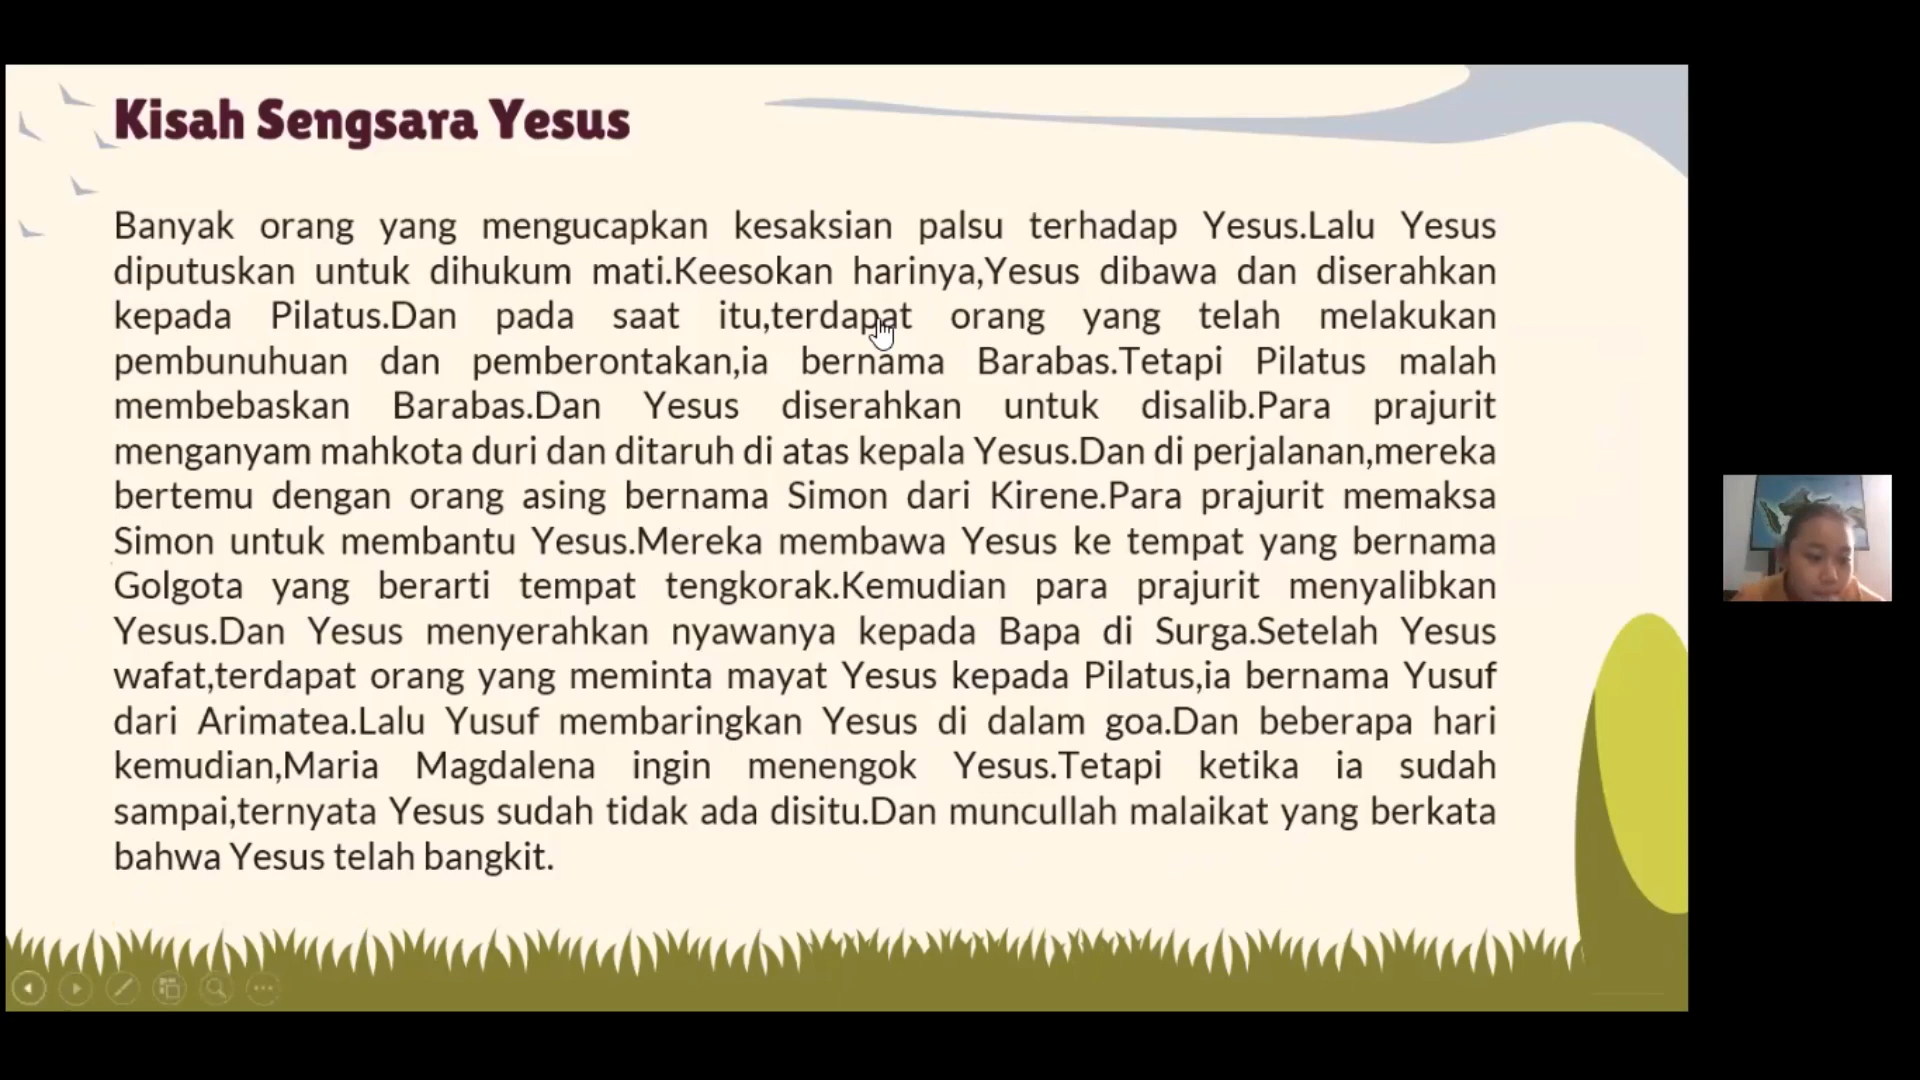 Kisah Sengsara Yesus
Banyak orang yang mengucapkan kesaksian palsu terhadap Yesus.Lalu Yesus
diputuskan untuk dihukum mati.Keesokan harinya,Yesus dibawa dan diserahkan
kepada Pilatus.Dan pada saat itu,terdapat orang yang telah melakukan
pembunuhuan dan pemberontakan,ia bernama Barabas.Tetapi Pilatus malah
membebaskan Barabas.Dan Yesus diserahkan untuk disalib.Para prajurit
menganyam mahkota duri dan ditaruh di atas kepala Yesus.Dan di perjalanan,mereka
bertemu dengan orang asing bernama Simon dari Kirene.Para prajurit memaksa
Simon untuk membantu Yesus.Mereka membawa Yesus ke tempat yang bernama
Golgota yang berarti tempat tengkorak.Kemudian para prajurit menyalibkan
Yesus.Dan Yesus menyerahkan nyawanya kepada Bapa di Surga.Setelah Yesus
wafat,terdapat orang yang meminta mayat Yesus kepada Pilatus,ia bernama Yusuf
dari Arimatea.Lalu Yusuf membaringkan Yesus di dalam goa.Dan beberapa hari
kemudian,Maria Magdalena ingin menengok Yesus.Tetapi ketika ia sudah
sampai,ternyata Yesus sudah tidak ada disitu.Dan muncullah malaikat yang berkata
bahwa Yesus telah bangkit.